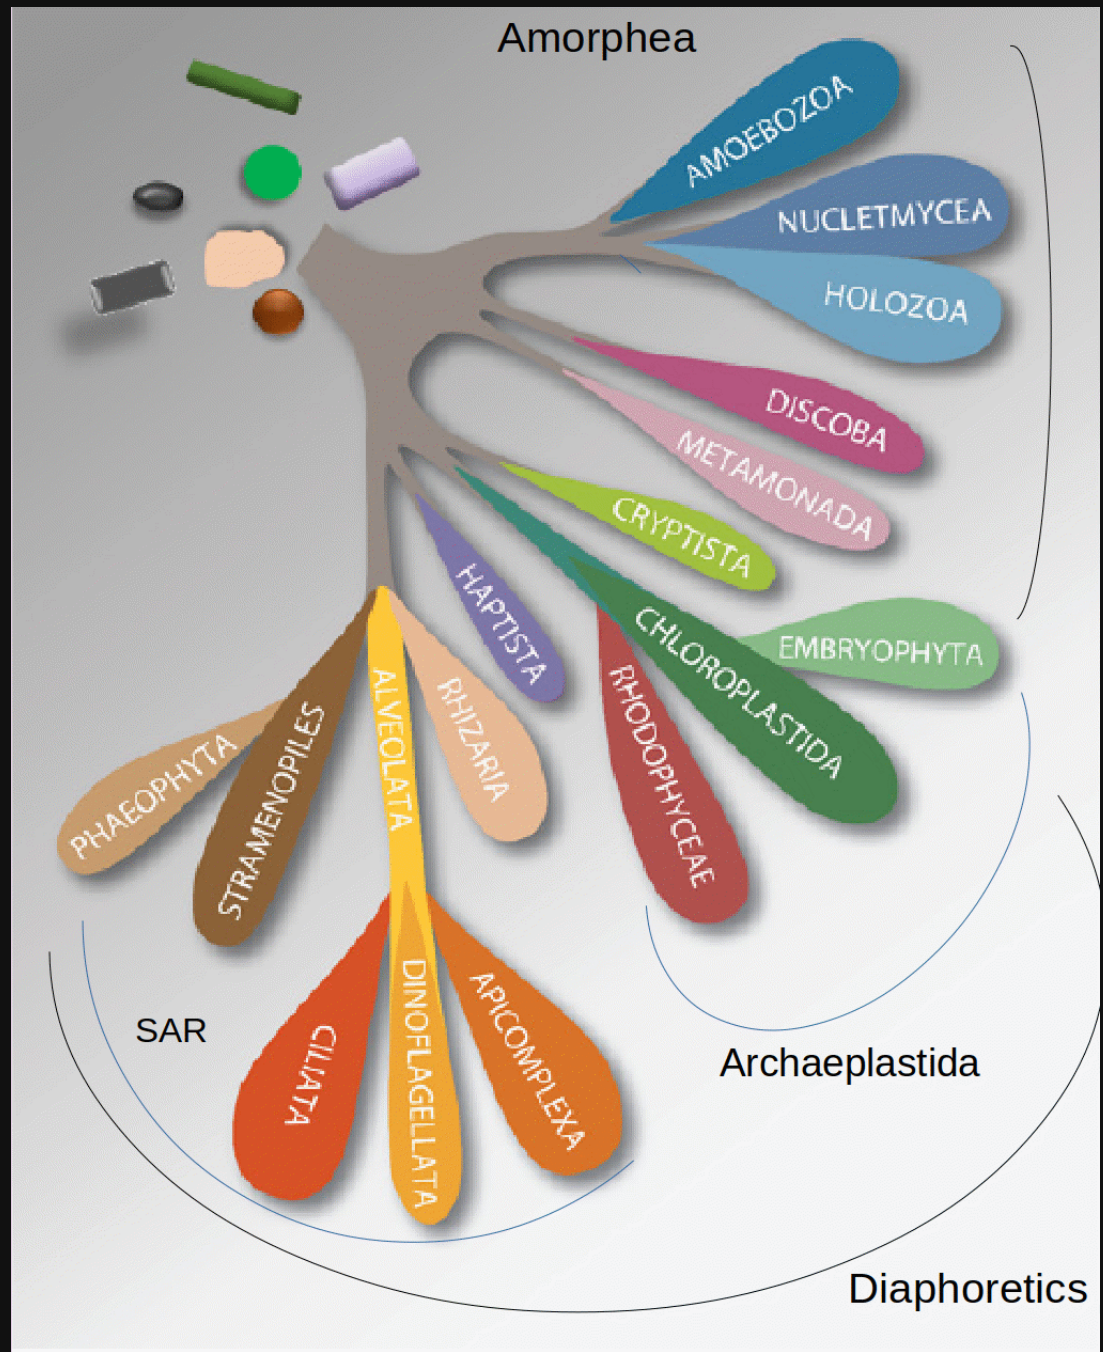 Amorphea
AMOEBOZOA
NUCLETMYCEA
HOLOZOA
DISCOBA
METAMONADA
CRYPTISTA
HAPTISTA
CHLOROPLASTIDA
EMBRYOPHYTA
RHODOPHYCEAE
RHIZARIA
ALVEOLATA
STRAMENOPILES
PHAEOPHYTA
CILIATA
DINOFLAGELLATA
APICOMPLEXA
SAR
Archaeplastida
Diaphoretics